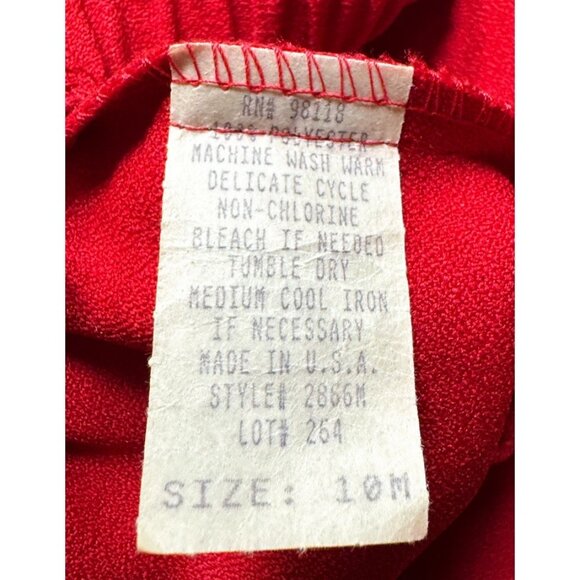 RN# 98118
100% POLYESTER
MACHINE WASH WARM
DELICATE CYCLE
NON-CHLORINE
BLEACH IF NEEDED
TUMBLE DRY
MEDIUM COOL IRON
IF NECESSARY
MADE IN U.S.A.
STYLE# 2866M
LOT# 264
SIZE: 10M